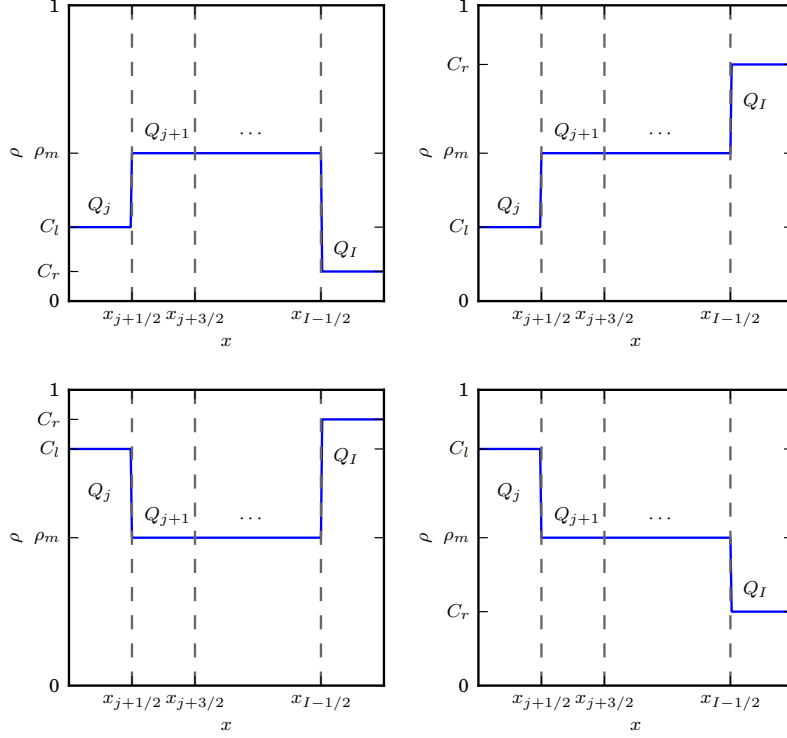 1
Q_{j+1}
...
ρ
ρ_m
Q_j
C_l
Q_I
C_r
0
x_{j+1/2} x_{j+3/2} x_{I-1/2}
x
1
C_r
Q_I
Q_{j+1}
...
ρ
ρ_m
Q_j
C_l
0
x_{j+1/2} x_{j+3/2} x_{I-1/2}
x
1
C_r
C_l
Q_I
Q_j
Q_{j+1}
...
ρ
ρ_m
0
x_{j+1/2} x_{j+3/2} x_{I-1/2}
x
1
C_l
Q_j
Q_{j+1}
...
ρ
ρ_m
Q_I
C_r
0
x_{j+1/2} x_{j+3/2} x_{I-1/2}
x